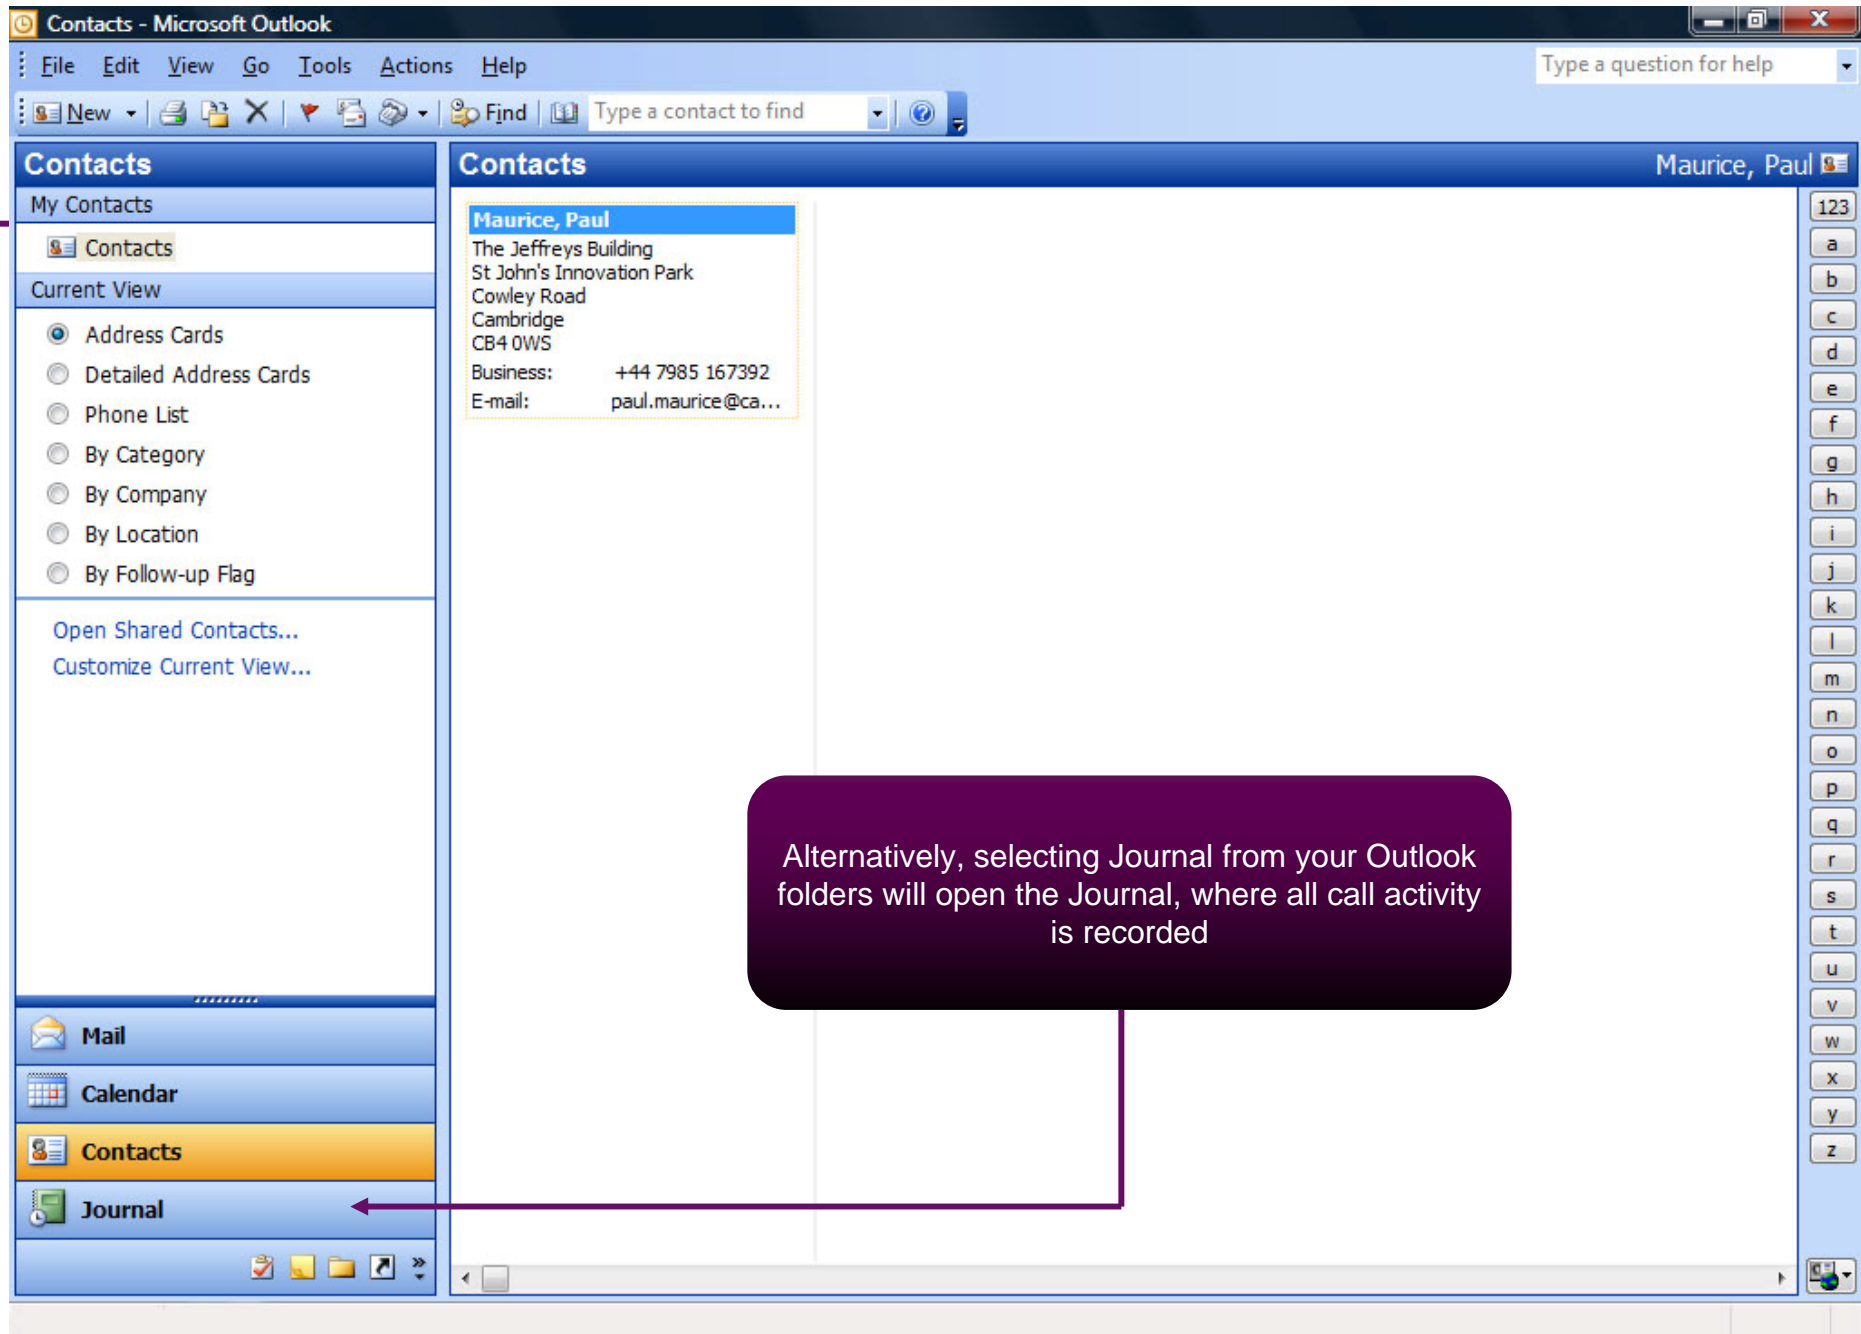 Contacts - Microsoft Outlook
File Edit View Go Tools Actions Help
Type a question for help
New Find Type a contact to find
Contacts
My Contacts
Contacts
Current View
Address Cards
Detailed Address Cards
Phone List
By Category
By Company
By Location
By Follow-up Flag
Open Shared Contacts...
Customize Current View...
Mail
Calendar
Contacts
Journal
Contacts
Maurice, Paul
Maurice, Paul
The Jeffreys Building
St John's Innovation Park
Cowley Road
Cambridge
CB4 0WS
Business: +44 7985 167392
E-mail: paul.maurice@ca...
Alternatively, selecting Journal from your Outlook
folders will open the Journal, where all call activity
is recorded
123
a
b
c
d
e
f
g
h
i
j
k
l
m
n
o
p
q
r
s
t
u
v
w
x
y
z